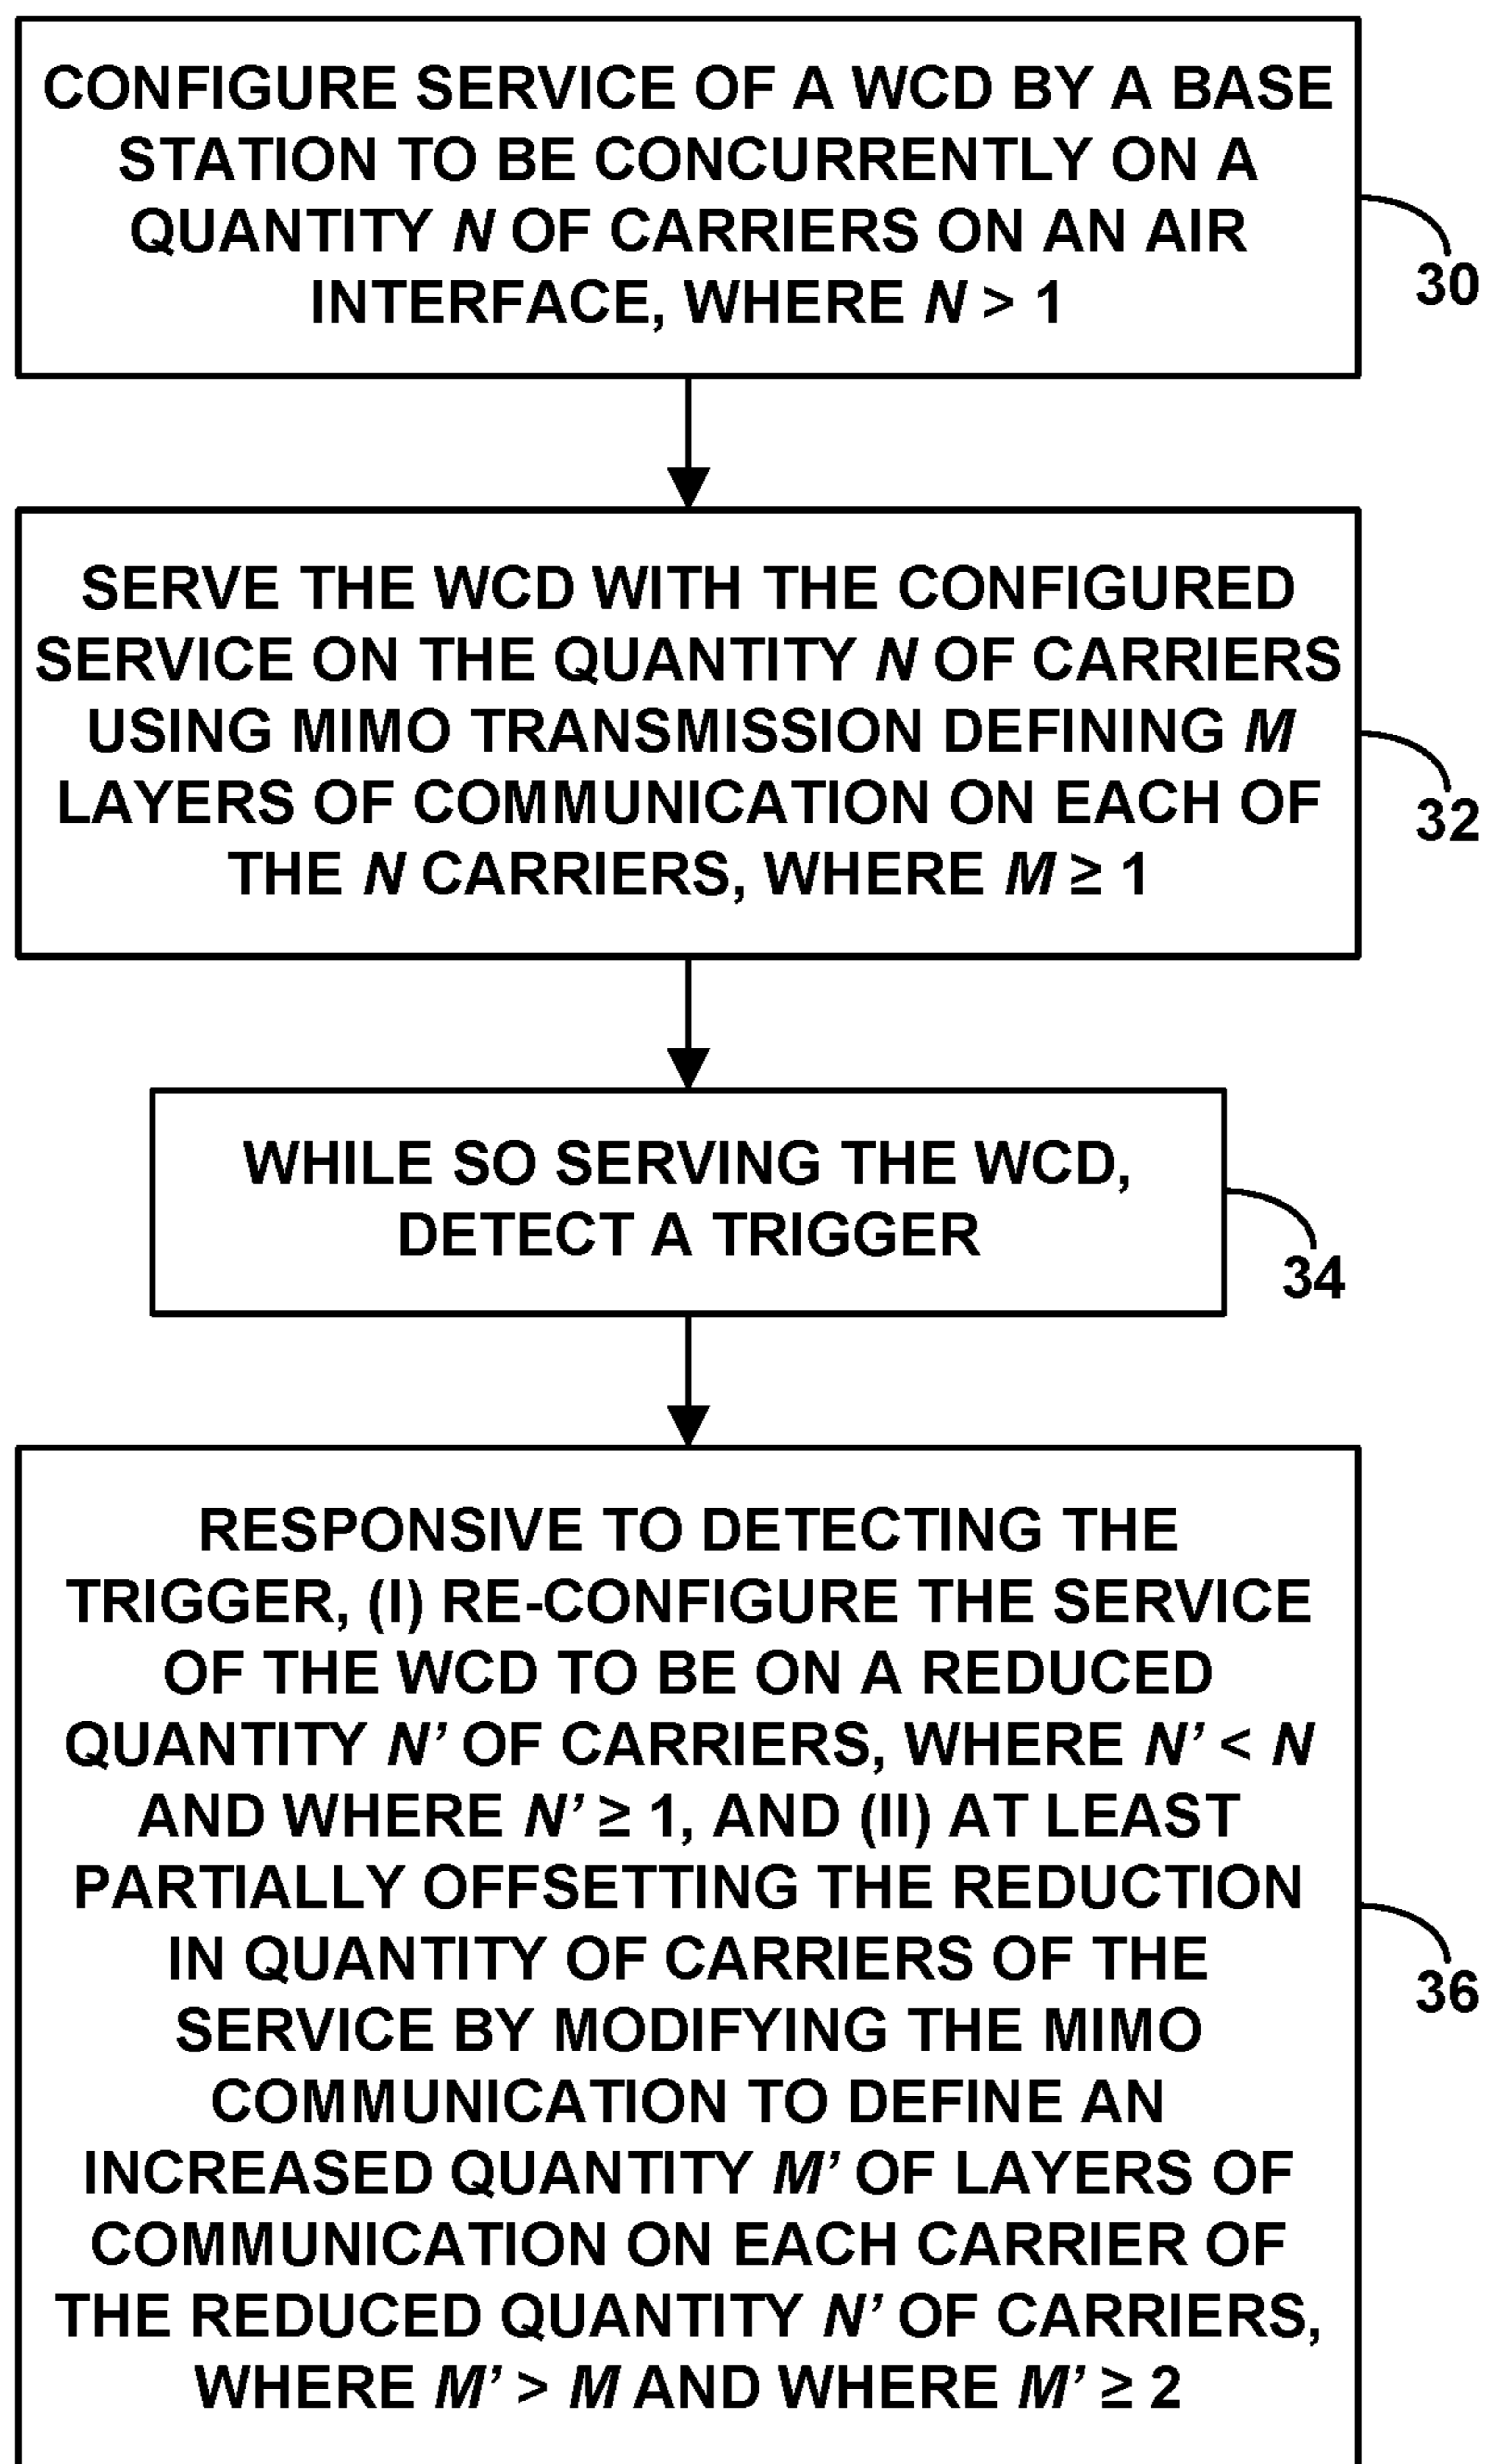 CONFIGURE SERVICE OF A WCD BY A BASE
STATION TO BE CONCURRENTLY ON A
QUANTITY N OF CARRIERS ON AN AIR
INTERFACE, WHERE N > 1
30
SERVE THE WCD WITH THE CONFIGURED
SERVICE ON THE QUANTITY N OF CARRIERS
USING MIMO TRANSMISSION DEFINING M
LAYERS OF COMMUNICATION ON EACH OF
THE N CARRIERS, WHERE M ≥ 1
32
WHILE SO SERVING THE WCD,
DETECT A TRIGGER
34
RESPONSIVE TO DETECTING THE
TRIGGER, (I) RE-CONFIGURE THE SERVICE
OF THE WCD TO BE ON A REDUCED
QUANTITY N’ OF CARRIERS, WHERE N’ < N
AND WHERE N’ ≥ 1, AND (II) AT LEAST
PARTIALLY OFFSETTING THE REDUCTION
IN QUANTITY OF CARRIERS OF THE
SERVICE BY MODIFYING THE MIMO
COMMUNICATION TO DEFINE AN
INCREASED QUANTITY M’ OF LAYERS OF
COMMUNICATION ON EACH CARRIER OF
THE REDUCED QUANTITY N’ OF CARRIERS,
WHERE M’ > M AND WHERE M’ ≥ 2
36